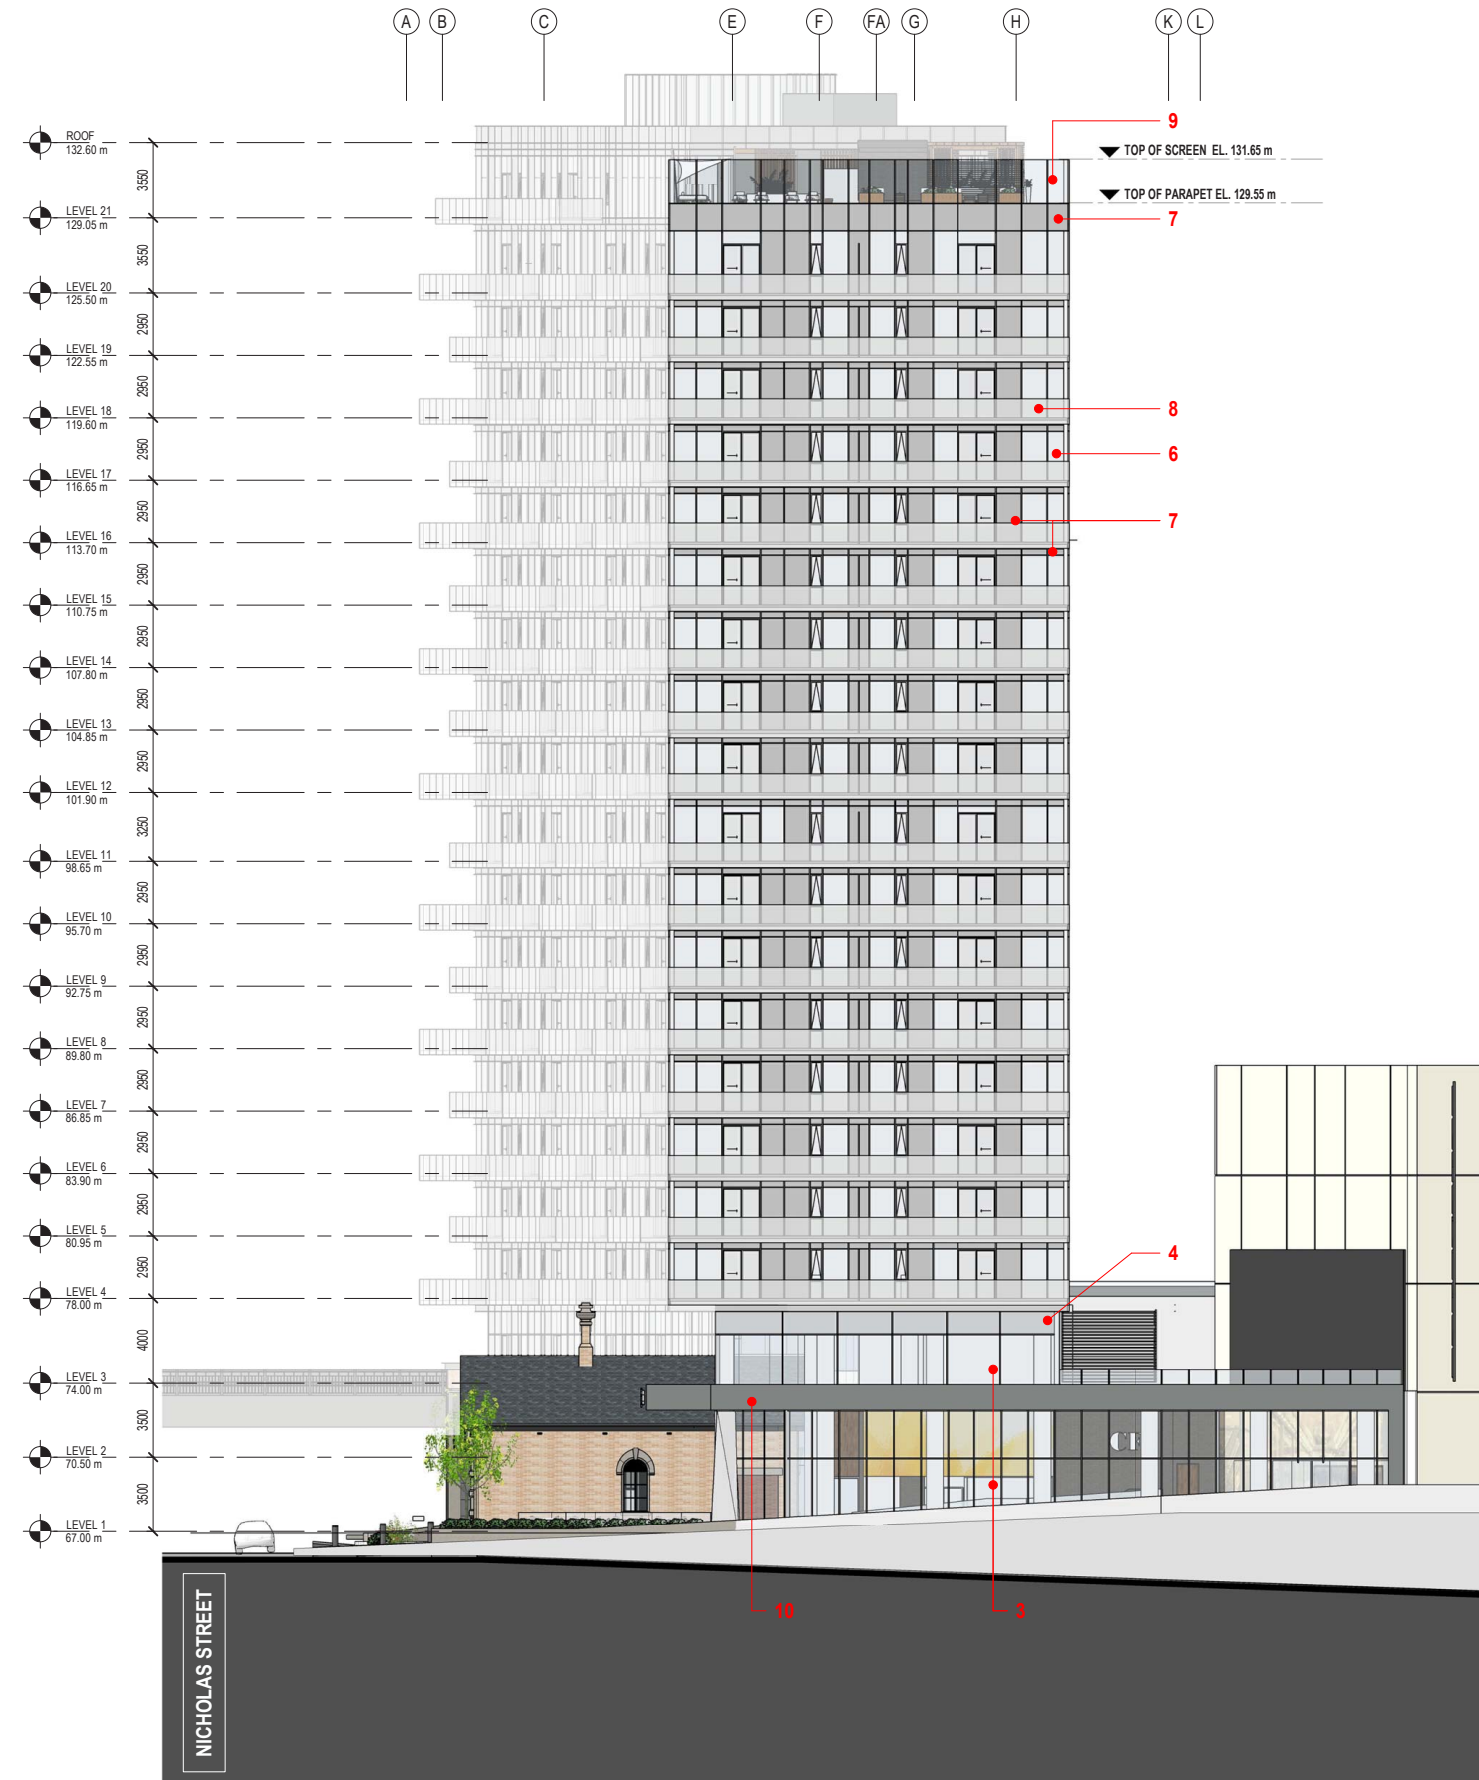 A B C E F FA G H K L
9
ROOF
132.60 m
TOP OF SCREEN EL. 131.65 m
3550
TOP OF PARAPET EL. 129.55 m
LEVEL 21
129.05 m
7
3550
LEVEL 20
125.50 m
2950
LEVEL 19
122.55 m
2950
LEVEL 18
119.60 m
8
2950
6
LEVEL 17
116.65 m
2950
7
LEVEL 16
113.70 m
2950
LEVEL 15
110.75 m
2950
LEVEL 14
107.80 m
2950
LEVEL 13
104.85 m
2950
LEVEL 12
101.90 m
3250
LEVEL 11
98.65 m
2950
LEVEL 10
95.70 m
2950
LEVEL 9
92.75 m
2950
LEVEL 8
89.80 m
2950
LEVEL 7
86.85 m
2950
LEVEL 6
83.90 m
2950
LEVEL 5
80.95 m
2950
4
LEVEL 4
78.00 m
4000
LEVEL 3
74.00 m
3500
LEVEL 2
70.50 m
3500
LEVEL 1
67.00 m
10
3
NICHOLAS STREET